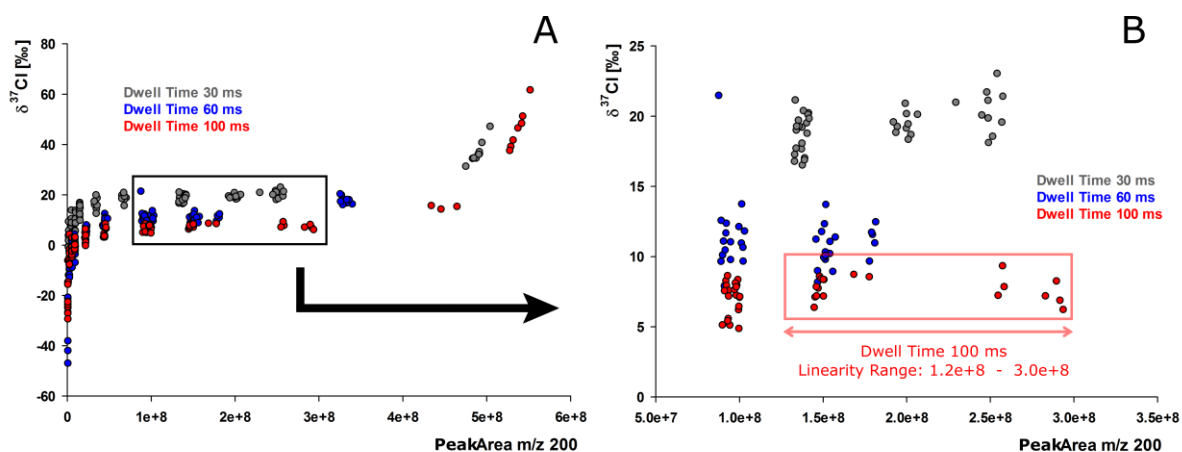 A
δ ³⁷Cl [‰]
80
60
40
20
0
-20
-40
-60
Dwell Time 30 ms
Dwell Time 60 ms
Dwell Time 100 ms
0
1e+8
2e+8
3e+8
4e+8
5e+8
6e+8
PeakArea m/z 200
B
δ ³⁷Cl [‰]
25
20
15
10
5
0
Dwell Time 30 ms
Dwell Time 60 ms
Dwell Time 100 ms
Dwell Time 100 ms
Linearity Range: 1.2e+8 - 3.0e+8
5.0e+7
1.0e+8
1.5e+8
2.0e+8
2.5e+8
3.0e+8
3.5e+8
PeakArea m/z 200